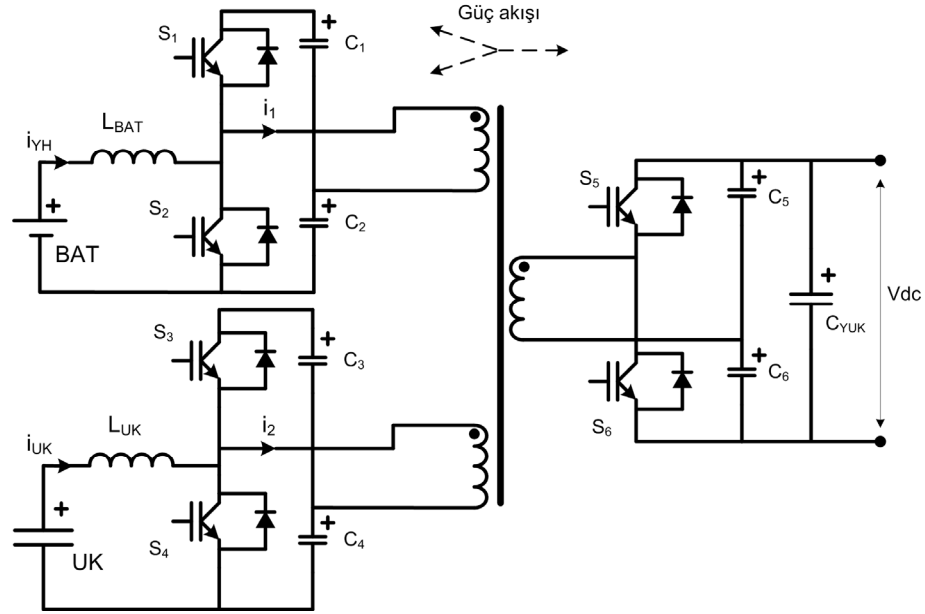 Güç akışı
S1
C1
LBAT
i1
iYH
S2
C2
BAT
S5
C5
Vdc
CYUK
S3
C3
C6
LUK
i2
S6
iUK
S4
C4
UK